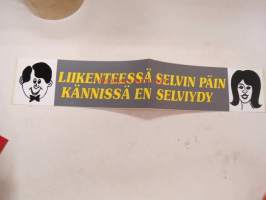 LIIKENTEESSÄ SELVIN PÄIN
KÄNNISSÄ EN SELVIYDY